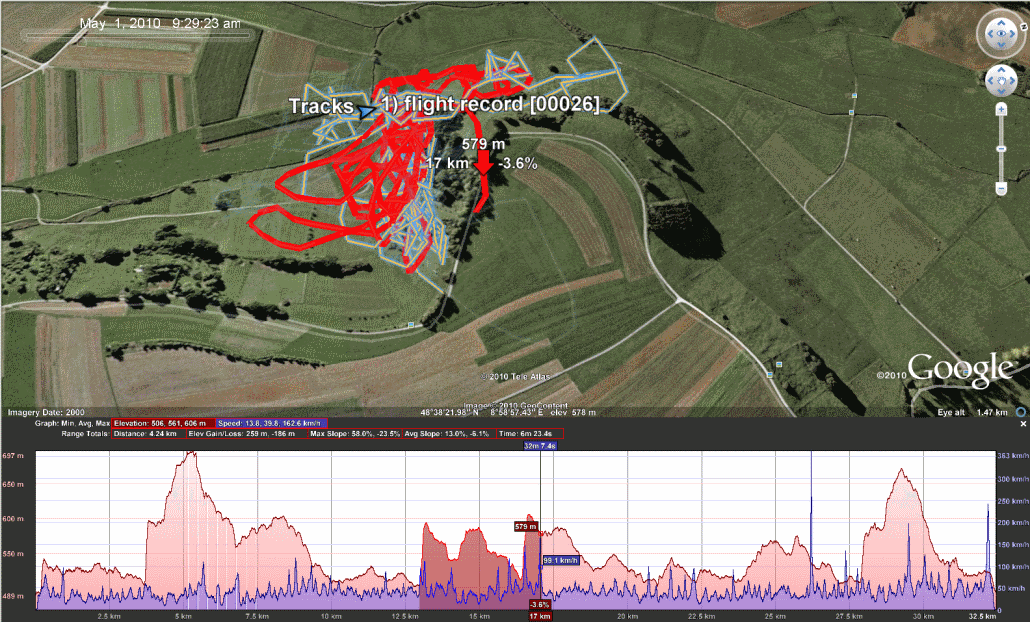 May 1, 2010 9:29:23 am
Tracks 1) flight record [00026]
579 m
17 km -3.6%
©2010 Tele Atlas
Image © 2010 GeoContent
©2010 Google
Imagery Date: 2000 48°38'21.98" N 8°58'57.43" E elev 578 m Eye alt 1.47 km
Graph: Min, Avg, Max Elevation: 506, 561, 606 m Speed: 13.8, 39.8, 162.6 km/h
Range Totals: Distance: 4.24 km Elev Gain/Loss: 259 m, -186 m Max Slope: 58.0%, -23.5% Avg Slope: 13.0%, -6.1% Time: 6m 23.4s
32m 7.4s
697 m 363 km/h
650 m 300 km/h
250 km/h
600 m 200 km/h
579 m
550 m 150 km/h
99.1 km/h 100 km/h
489 m 50 km/h
-3.6% 0
2.5 km 5 km 7.5 km 10 km 12.5 km 15 km 17 km 20 km 22.5 km 25 km 27.5 km 30 km 32.5 km